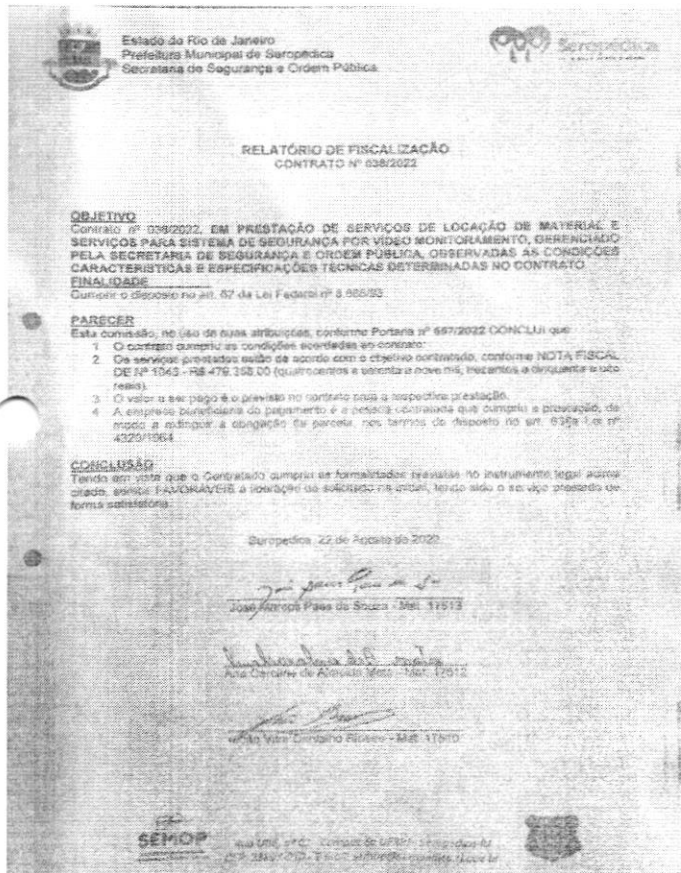 Estado do Rio de Janeiro
Prefeitura Municipal de Seropédica
Secretaria de Segurança e Ordem Pública
Seropédica
RELATÓRIO DE FISCALIZAÇÃO
CONTRATO Nº 038/2022
OBJETIVO
Contrato nº 038/2022, EM PRESTAÇÃO DE SERVIÇOS DE LOCAÇÃO DE MATERIAL E
SERVIÇOS PARA SISTEMA DE SEGURANÇA POR VÍDEO MONITORAMENTO, GERENCIADO
PELA SECRETARIA DE SEGURANÇA E ORDEM PÚBLICA, OBSERVADAS AS CONDIÇÕES
CARACTERÍSTICAS E ESPECIFICAÇÕES TÉCNICAS DETERMINADAS NO CONTRATO
FINALIDADE
Cumprir o disposto no art. 67 da Lei Federal nº 8.666/93
PARECER
Esta comissão, no uso de suas atribuições, conforme Portaria nº 667/2022 CONCLUI que
1. O contrato cumpriu as condições acordadas ao contrato:
2. Os serviços prestados estão de acordo com o objetivo contratado, conforme NOTA FISCAL
DE Nº 1043 - R$ 479.358,00 (quatrocentos e setenta e nove mil, trezentos e cinquenta e oito
reais).
3. O valor a ser pago é o previsto no contrato para a respectiva prestação.
4. A empresa beneficiária do pagamento é a pessoa contratada que cumpriu a prestação, de
modo a extinguir a obrigação da parcela, nos termos do disposto no art. Lei nº
4320/1964
CONCLUSÃO
Tendo em vista que o Contratado cumpriu as formalidades previstas no instrumento legal acima
citado, somos FAVORÁVEIS a liberação do solicitado na inicial, tendo sido o serviço prestado de
forma satisfatória.
Seropédica, 22 de Agosto de
José Marcos Paes de Souza - Mat. 17513
Ana Caroline de Almeida - Mat. 17512
Carvalho - Mat.
SEMOP